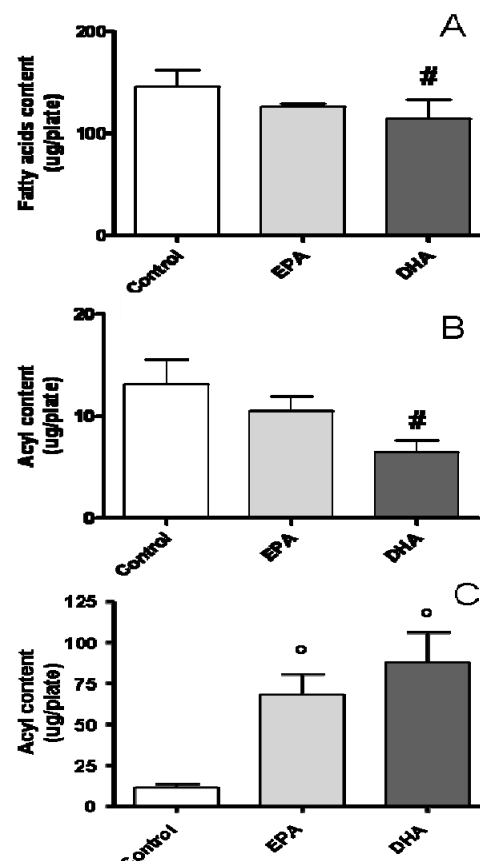 A
200
100
0
Fatty acids content
(ug/plate)
#
Control
EPA
DHA
B
20
10
0
Acyl content
(ug/plate)
#
Control
EPA
DHA
C
125
100
75
50
25
0
Acyl content
(ug/plate)
°
°
Control
EPA
DHA